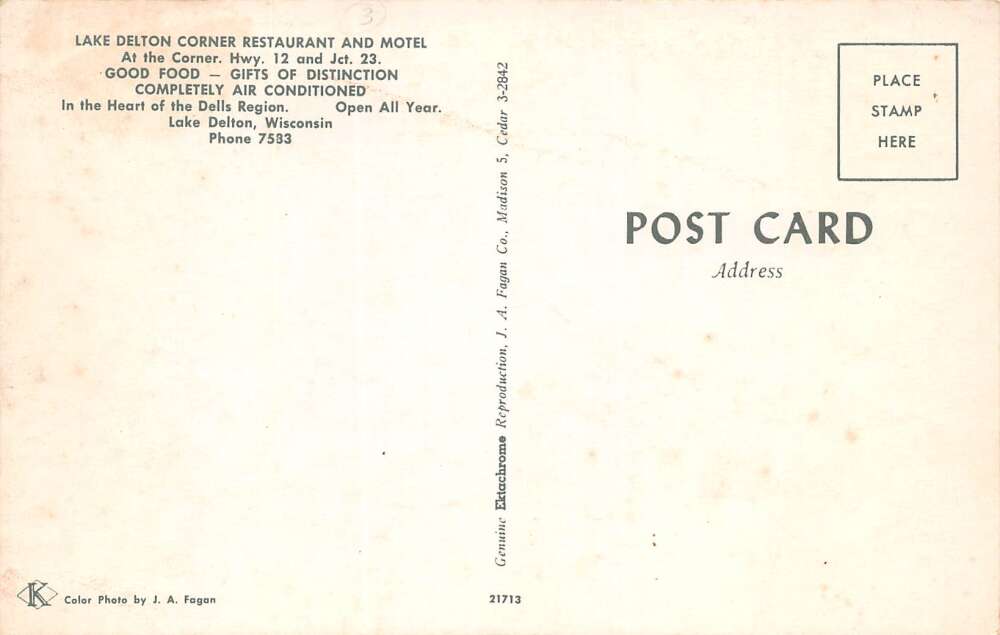 3
LAKE DELTON CORNER RESTAURANT AND MOTEL
At the Corner. Hwy. 12 and Jct. 23.
GOOD FOOD — GIFTS OF DISTINCTION
COMPLETELY AIR CONDITIONED
In the Heart of the Dells Region. Open All Year.
Lake Delton, Wisconsin
Phone 7583
Genuine Ektachrome Reproduction, J. A. Fagan Co., Madison 5, Cedar 3-2842
PLACE
STAMP
HERE
POST CARD
Address
K
Color Photo by J. A. Fagan
21713